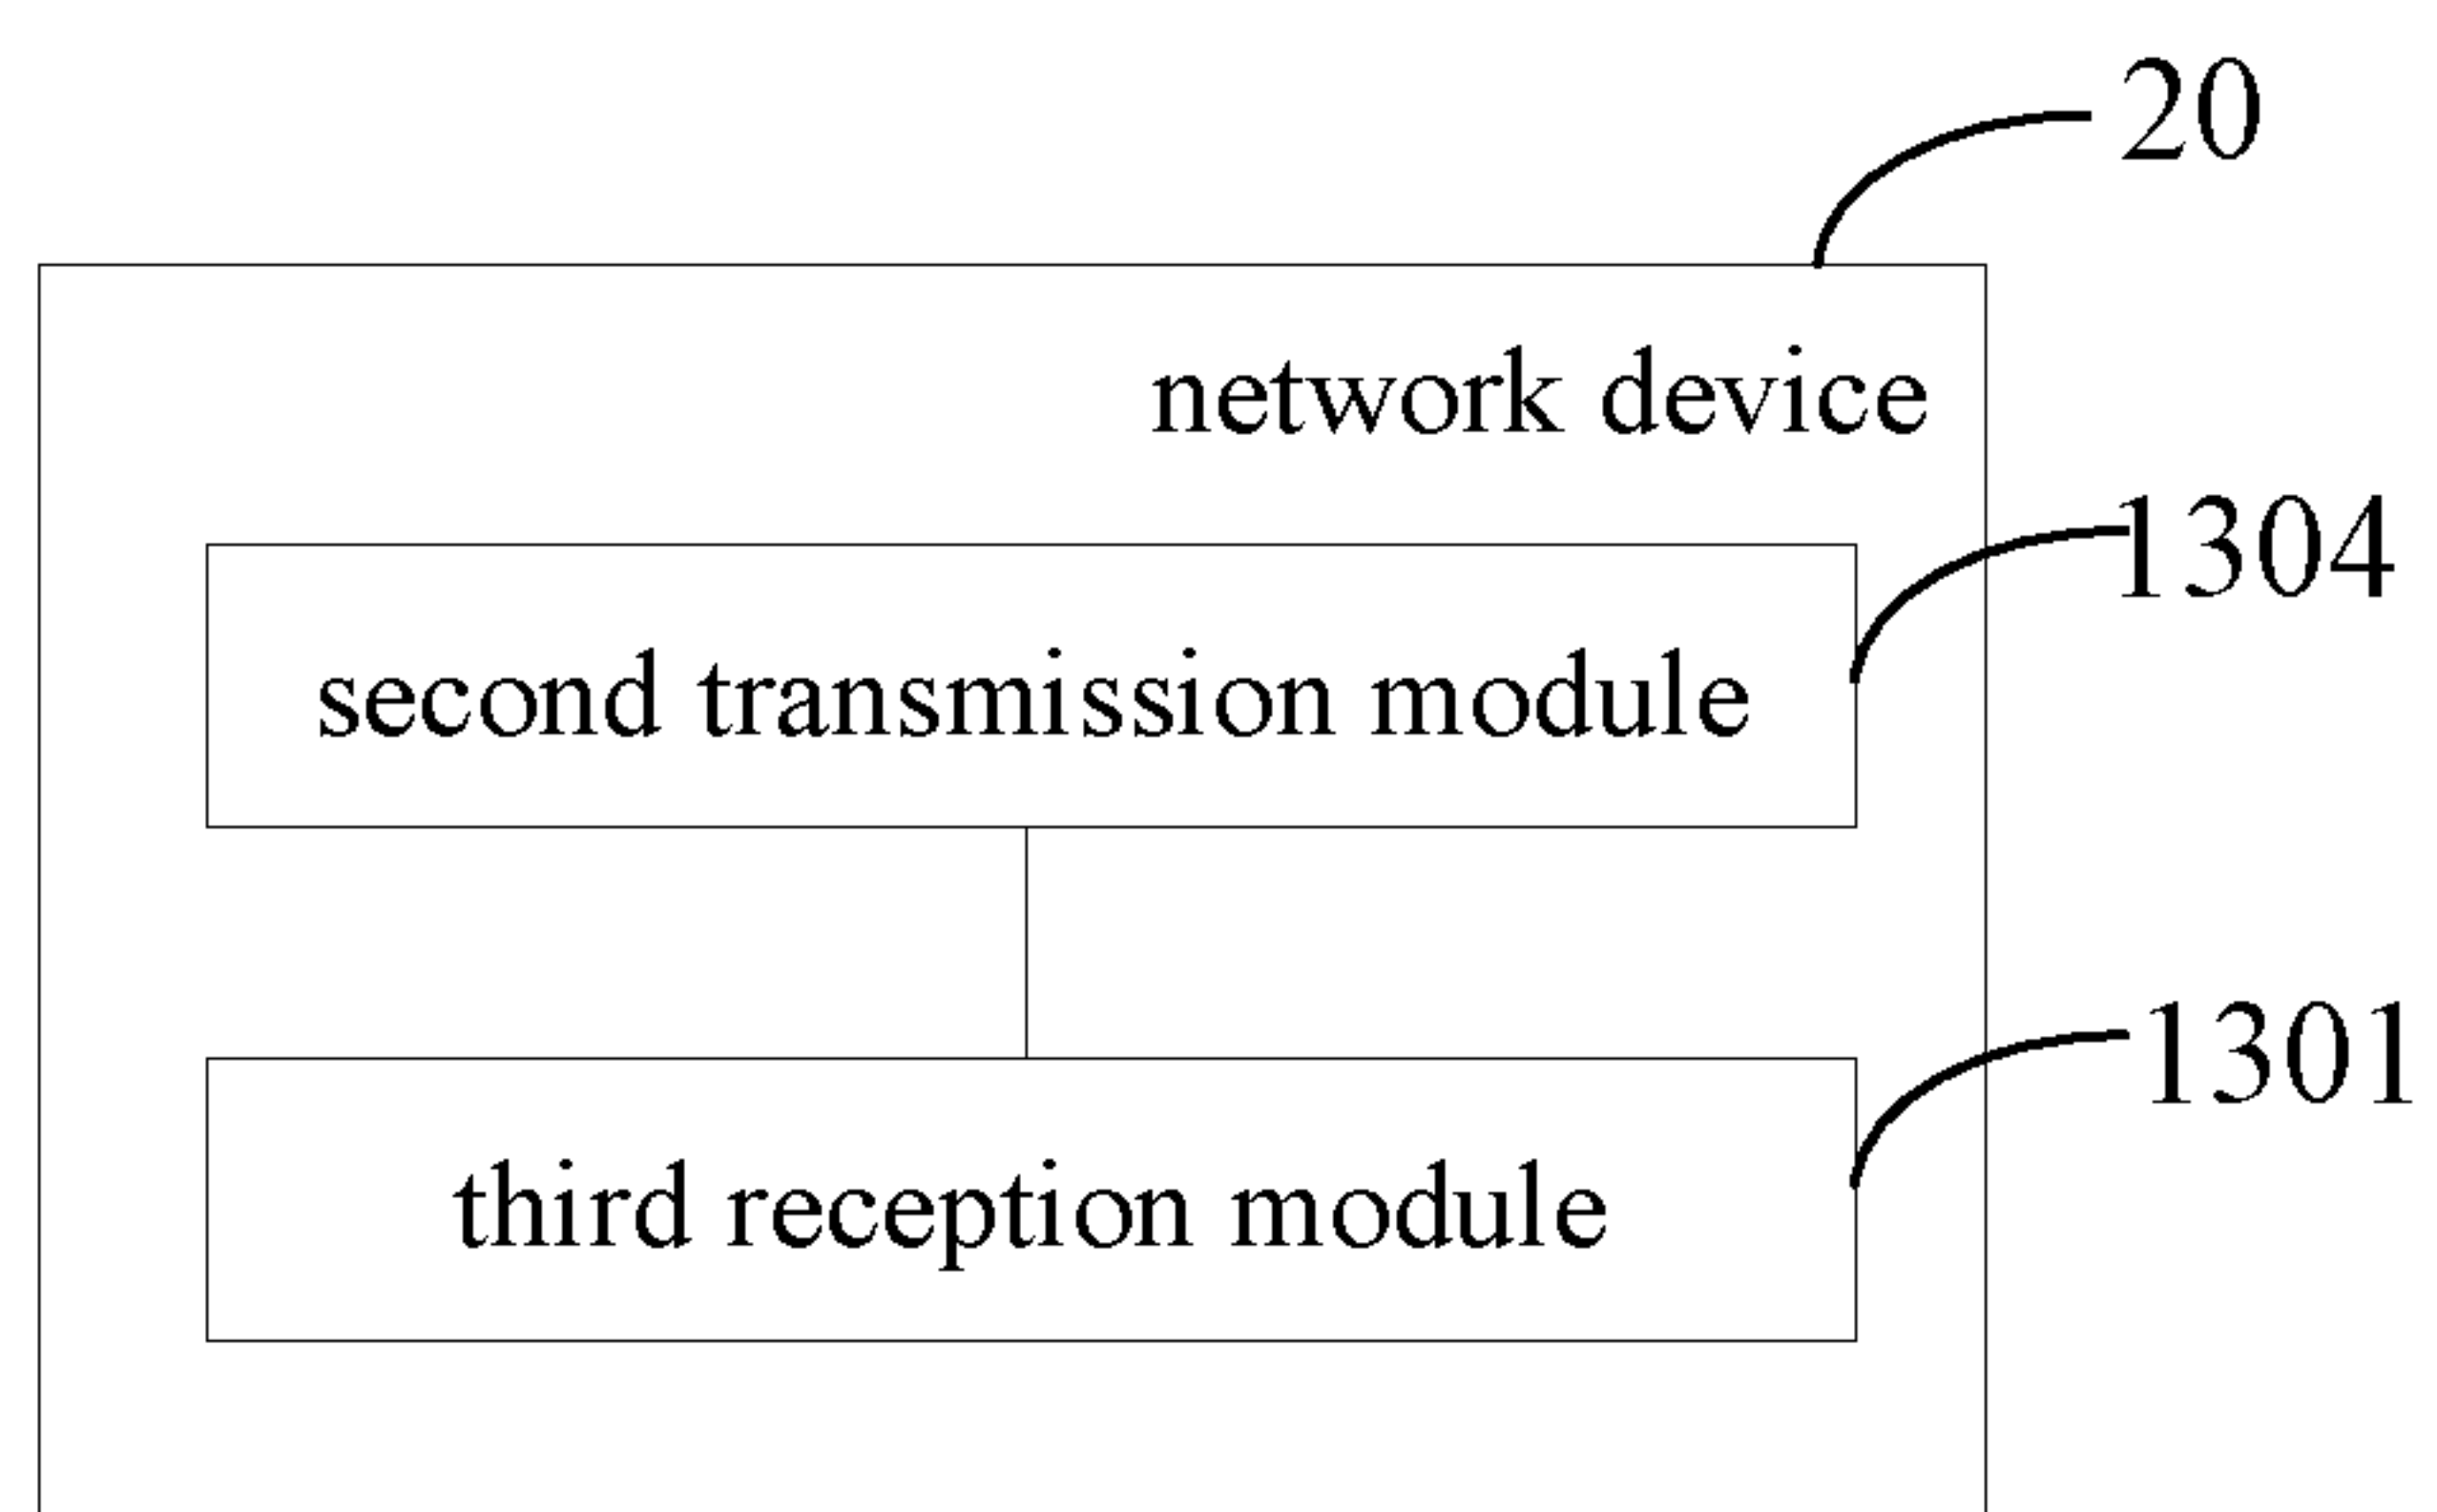 20
network device
1304
second transmission module
1301
third reception module